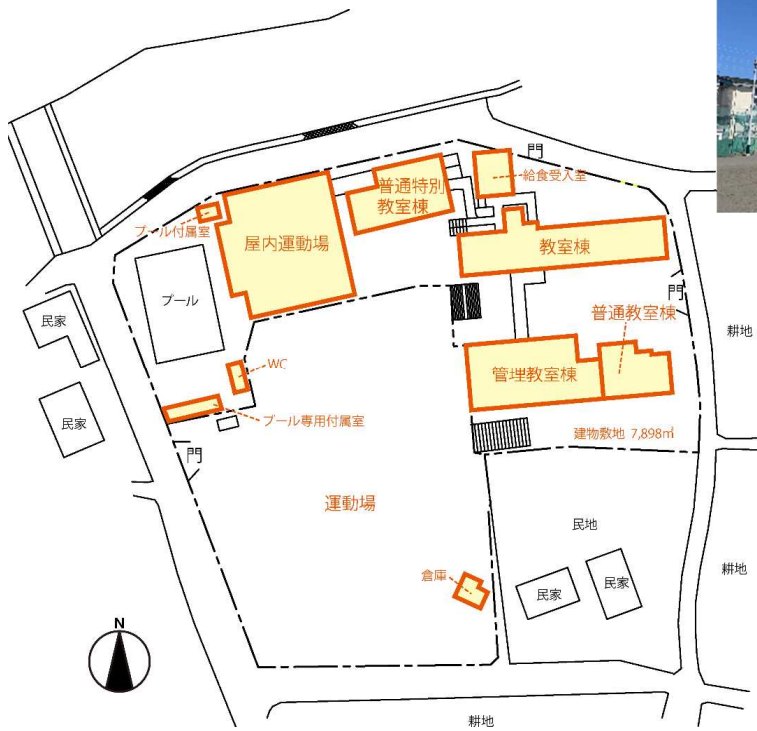 門
給食受入室
普通特別
教室棟
プール付属室
屋内運動場
教室棟
プール
門
民家
普通教室棟
耕地
WC
管理教室棟
民家
プール専用付属室
建物敷地 7,898㎡
門
運動場
民地
倉庫
耕地
民家
民家
N
耕地